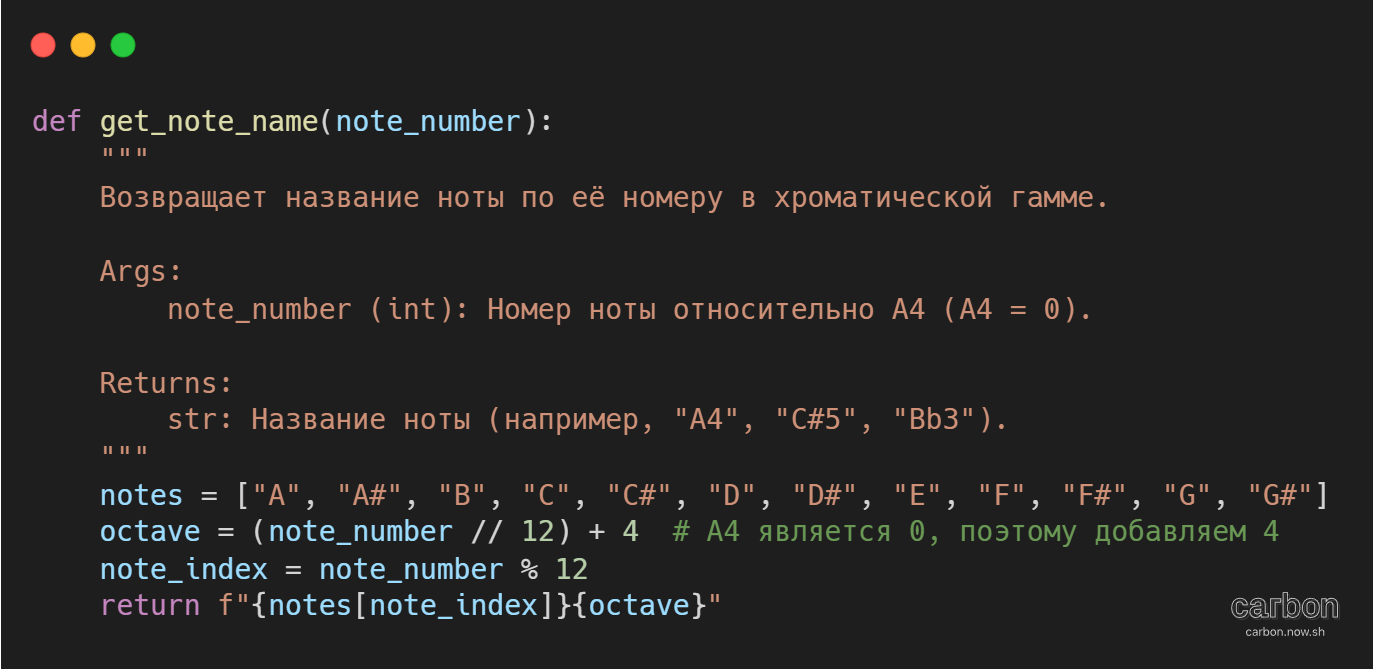 def get_note_name(note_number):
    """
    Возвращает название ноты по её номеру в хроматической гамме.

    Args:
        note_number (int): Номер ноты относительно A4 (A4 = 0).

    Returns:
        str: Название ноты (например, "A4", "C#5", "Bb3").
    """
    notes = ["A", "A#", "B", "C", "C#", "D", "D#", "E", "F", "F#", "G", "G#"]
    octave = (note_number // 12) + 4  # A4 является 0, поэтому добавляем 4
    note_index = note_number % 12
    return f"{notes[note_index]}{octave}"
carbon
carbon.now.sh